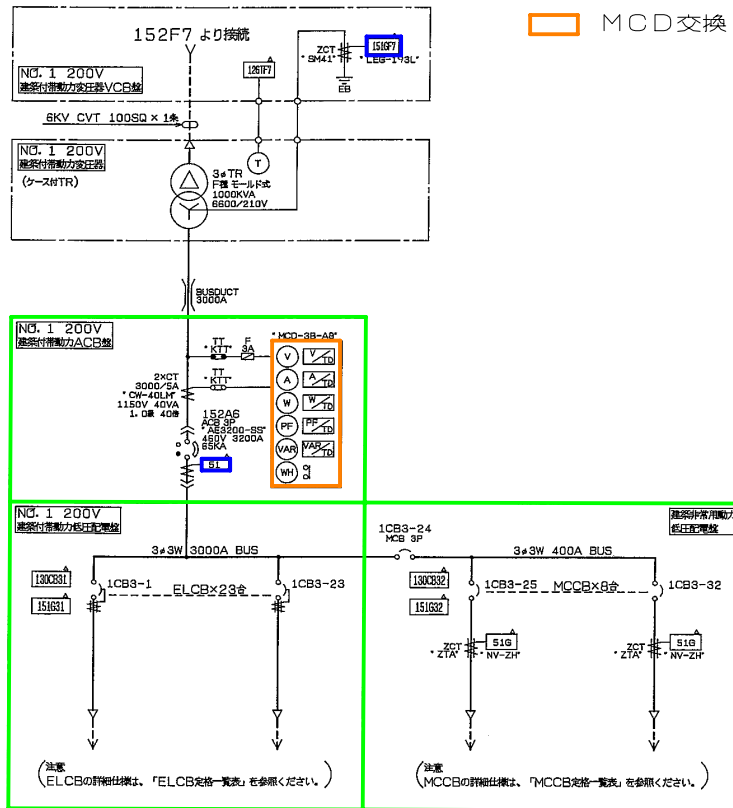 MCD交換
152F7 より接続
ZCT
"SM41"
151GF7
"LEG-173L"
EB
126TF7
NO. 1 200V
建築付帯動力変圧器VCB盤
6KV CVT 100SQ × 1条
NO. 1 200V
建築付帯動力変圧器
(ケース付TR)
T
3φTR
F種 モールド式
1000KVA
6600/210V
BUSDUCT
3000A
NO. 1 200V
建築付帯動力ACB盤
TT
"KTT"
F
3A
"MCD-3B-A8"
V V/TD
A A/TD
W W/TD
PF PF/TD
VAR VAR/TD
WH
TT
"KTT"
2×CT
3000/5A
"CW-40LM"
1150V 40VA
1.0級 40倍
152A6
ACB 3P
"AE3200-SS"
460V 3200A
65KA
51
NO. 1 200V
建築付帯動力低圧配電盤
建築非常用動力
低圧配電盤
3φ3W 3000A BUS
1CB3-24
MCB 3P
3φ3W 400A BUS
130CB31
151G31
1CB3-1
ELCB×23台
1CB3-23
130CB32
151G32
1CB3-25
MCCB×8台
1CB3-32
ZCT
"ZTA"
51G
"NV-ZH"
ZCT
"ZTA"
51G
"NV-ZH"
注意
ELCBの詳細仕様は、「ELCB定格一覧表」を参照ください。
注意
MCCBの詳細仕様は、「MCCB定格一覧表」を参照ください。